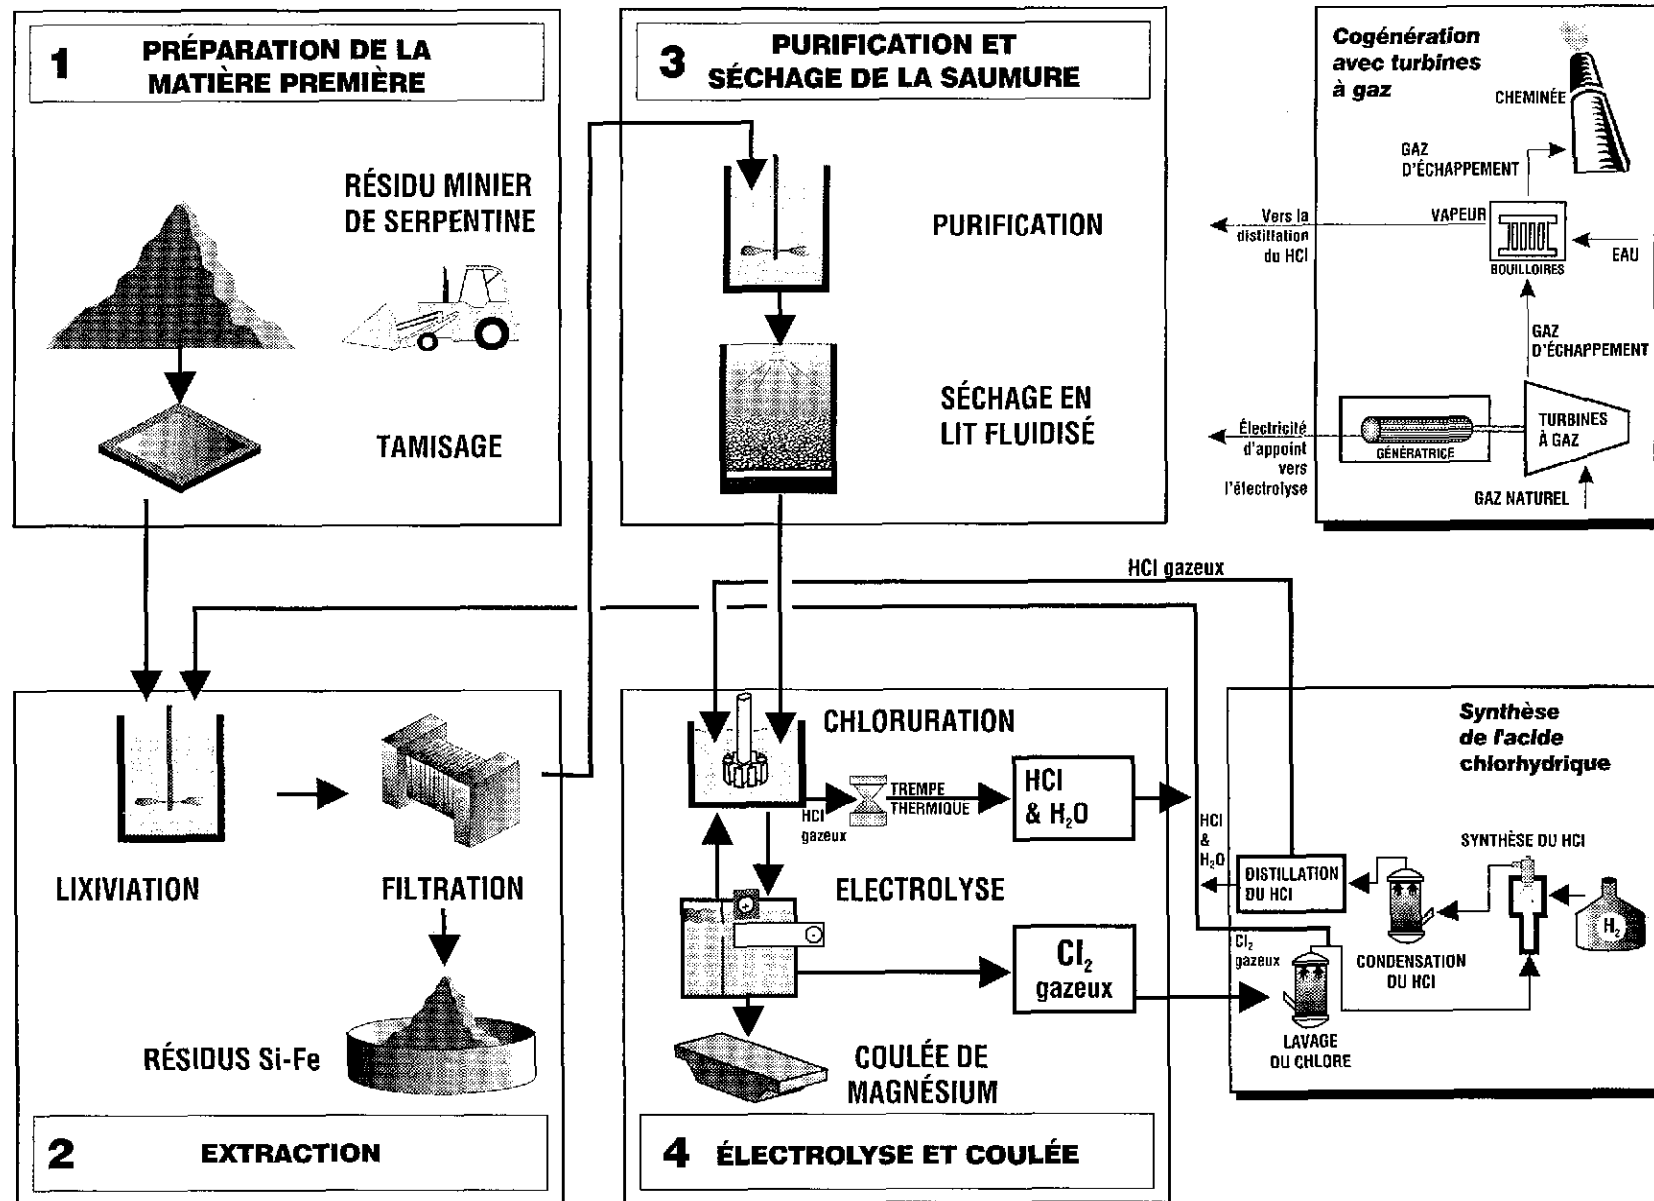 1
PRÉPARATION DE LA
MATIÈRE PREMIÈRE
RÉSIDU MINIER
DE SERPENTINE
TAMISAGE
3
PURIFICATION ET
SÉCHAGE DE LA SAUMURE
PURIFICATION
SÉCHAGE EN
LIT FLUIDISÉ
Cogénération
avec turbines
à gaz
CHEMINÉE
GAZ
D'ÉCHAPPEMENT
VAPEUR
Vers la
distillation
du HCl
BOUILLOIRES
EAU
GAZ
D'ÉCHAPPEMENT
TURBINES
À GAZ
GÉNÉRATRICE
Électricité
d'appoint
vers
l'électrolyse
GAZ NATUREL
HCl gazeux
LIXIVIATION
FILTRATION
RÉSIDUS Si-Fe
2
EXTRACTION
CHLORURATION
HCl
gazeux
TREMPE
THERMIQUE
HCl
& H₂O
ELECTROLYSE
+
-
Cl₂
gazeux
COULÉE DE
MAGNÉSIUM
4
ÉLECTROLYSE ET COULÉE
Synthèse
de l'acide
chlorhydrique
HCl
&
H₂O
SYNTHÈSE DU HCl
DISTILLATION
DU HCl
H₂
Cl₂
gazeux
CONDENSATION
DU HCl
LAVAGE
DU CHLORE